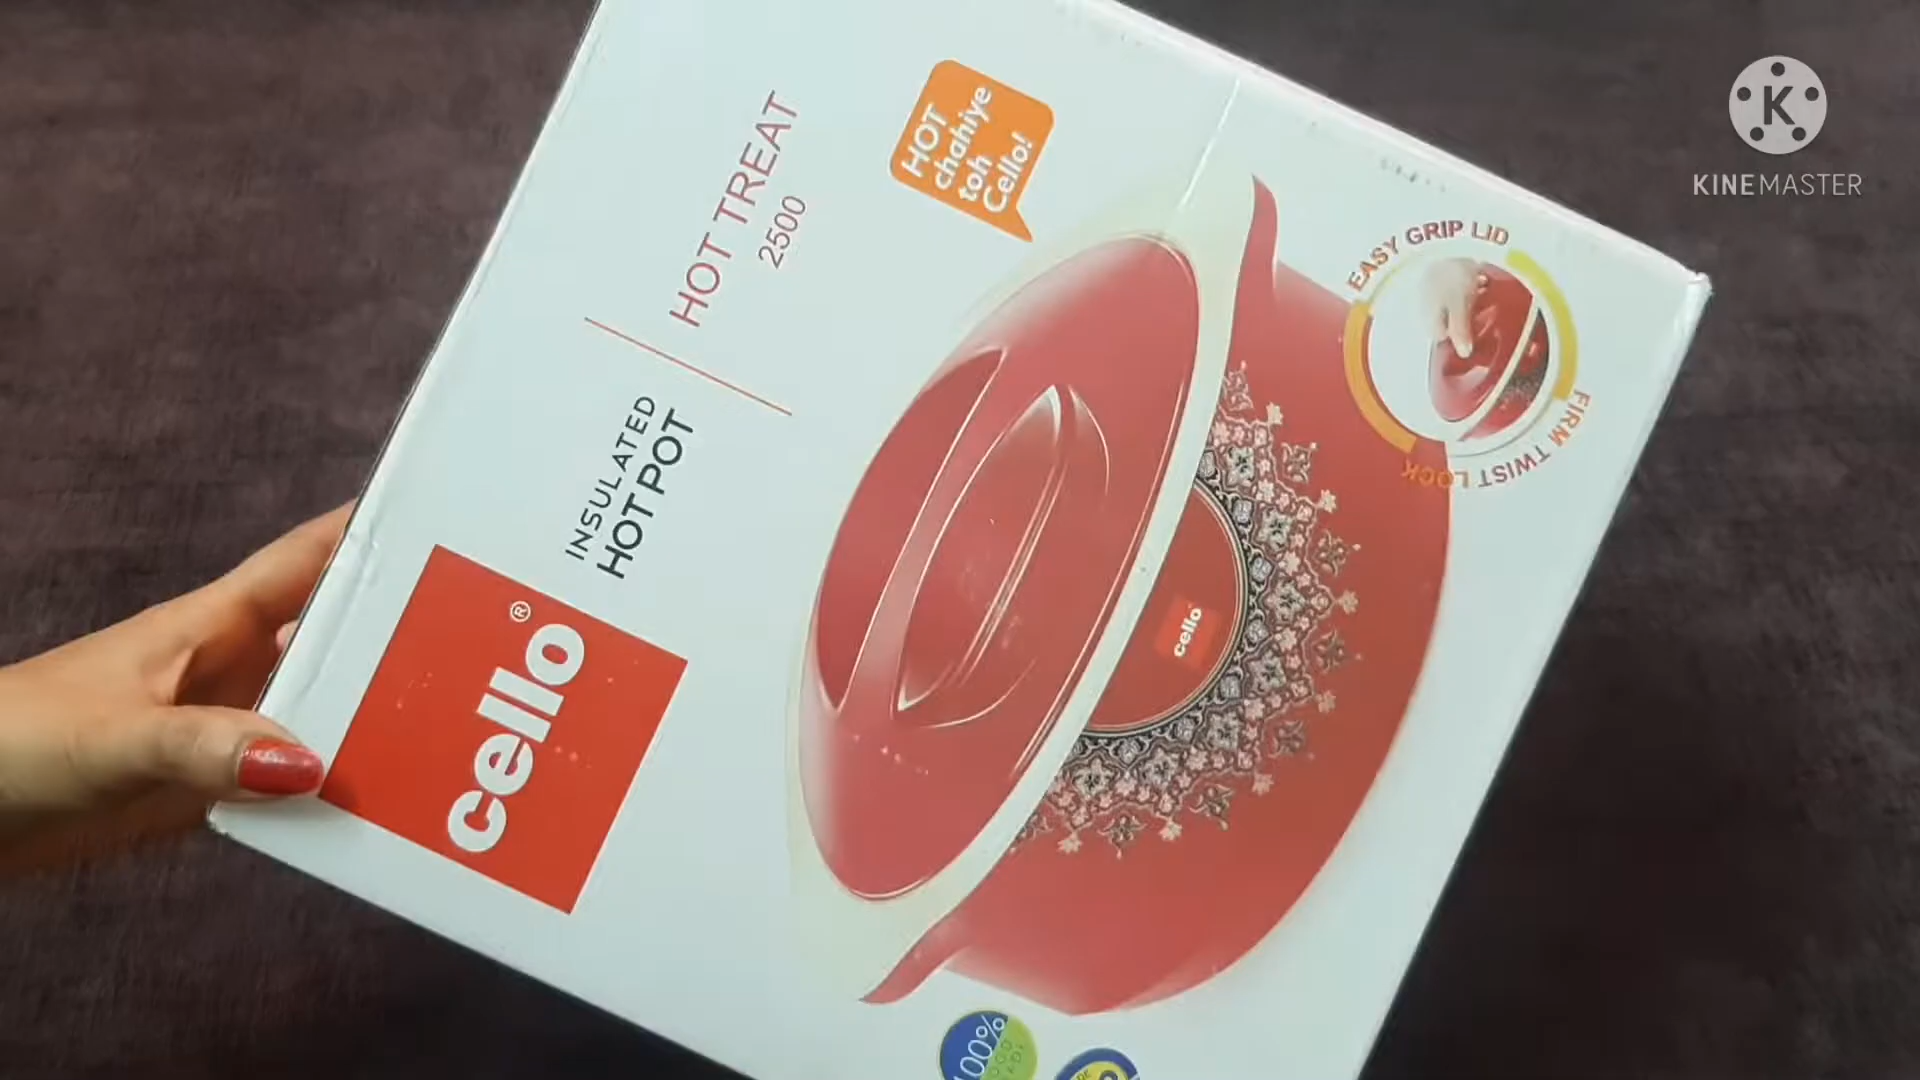 cello®
INSULATED
HOT POT
HOT TREAT
2500
HOT
chahiye
toh
Cello!
EASY GRIP LID
FIRM TWIST LOCK
cello
100%
KINEMASTER